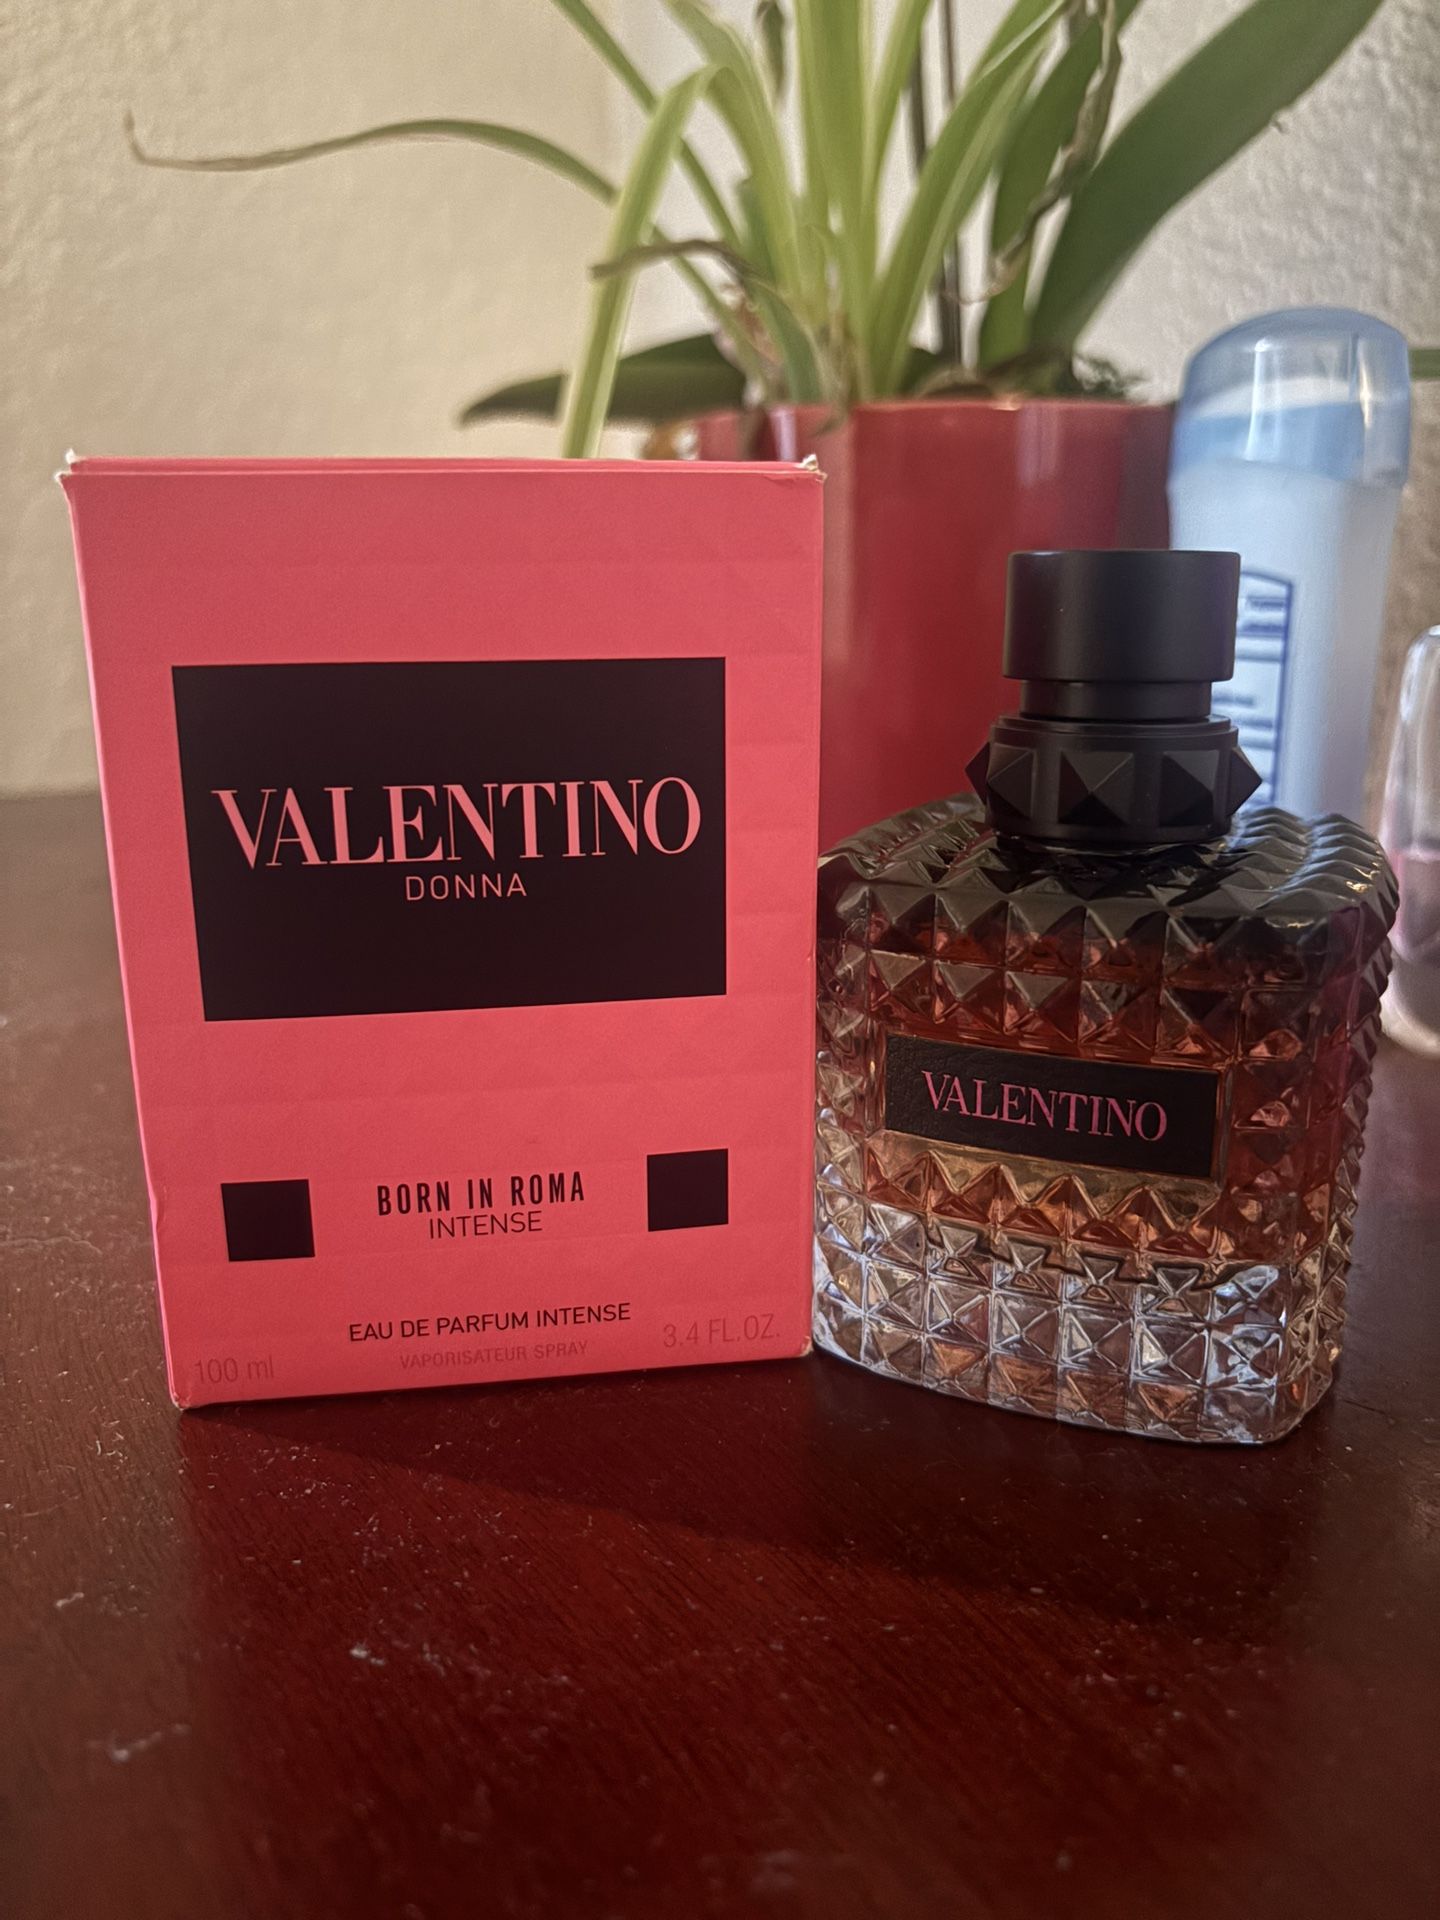 VALENTINO
DONNA
BORN IN ROMA
INTENSE
EAU DE PARFUM INTENSE
100 ml
VAPORISATEUR SPRAY
3.4 FL.OZ.
VALENTINO